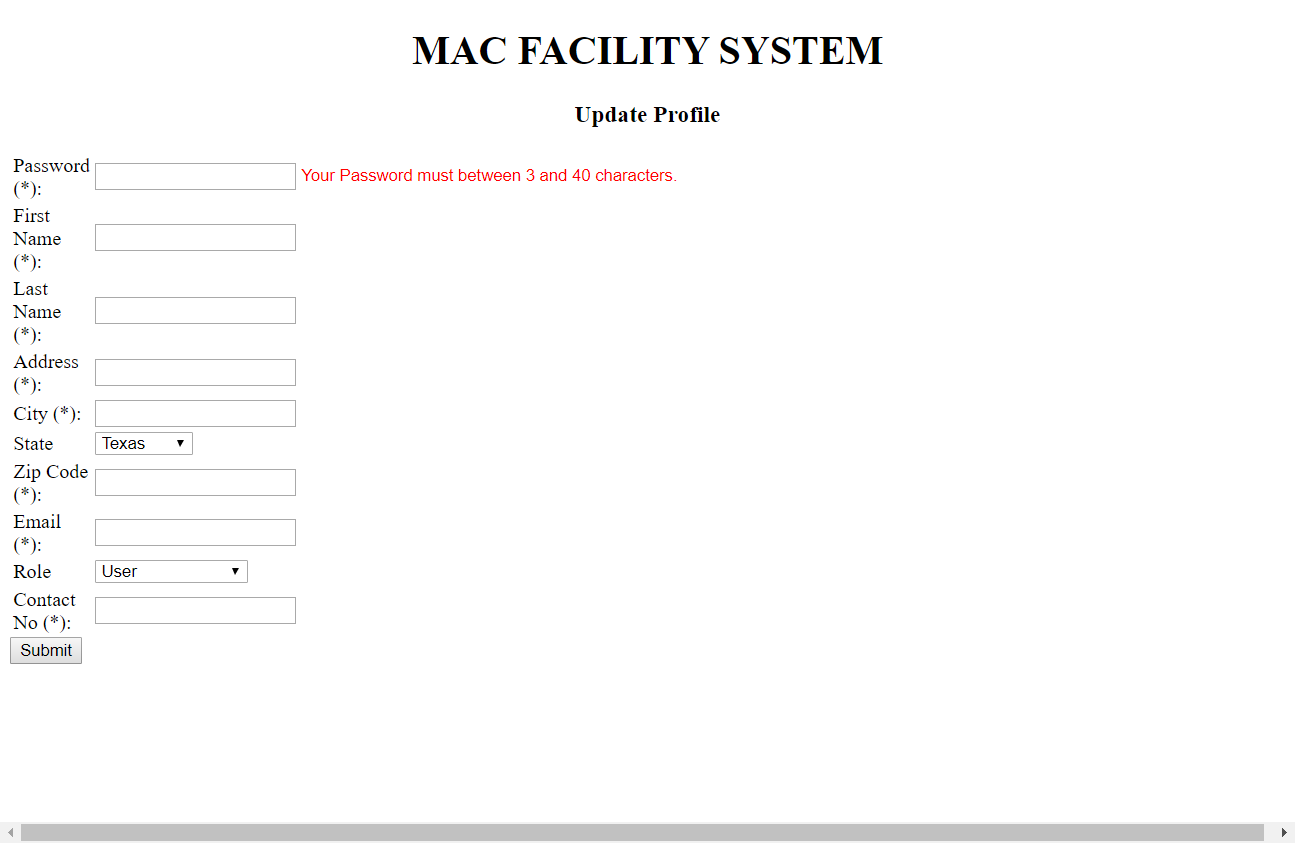 MAC FACILITY SYSTEM
Update Profile
Password
(*):
Your Password must between 3 and 40 characters.
First
Name
(*):
Last
Name
(*):
Address
(*):
City (*):
State
Texas
Zip Code
(*):
Email
(*):
Role
User
Contact
No (*):
Submit